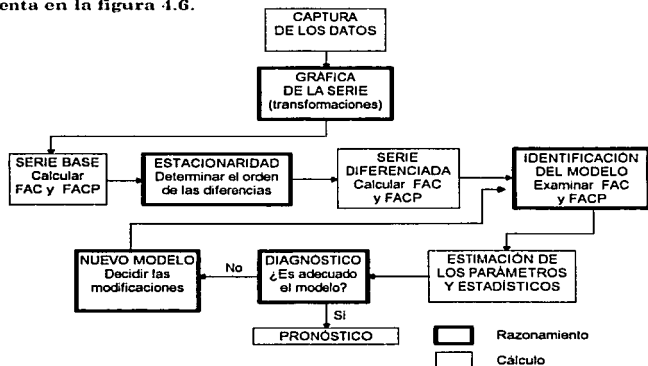 enta en la figura 4.6.
CAPTURA
DE LOS DATOS
GRÁFICA
DE LA SERIE
(transformaciones)
SERIE BASE
Calcular
FAC y FACP
ESTACIONARIDAD
Determinar el orden
de las diferencias
SERIE
DIFERENCIADA
Calcular FAC
y FACP
IDENTIFICACIÓN
DEL MODELO
Examinar FAC
y FACP
NUEVO MODELO
Decidir las
modificaciones
No
DIAGNÓSTICO
¿Es adecuado
el modelo?
ESTIMACIÓN DE
LOS PARÁMETROS
Y ESTADÍSTICOS
Si
PRONÓSTICO
Razonamiento
Cálculo